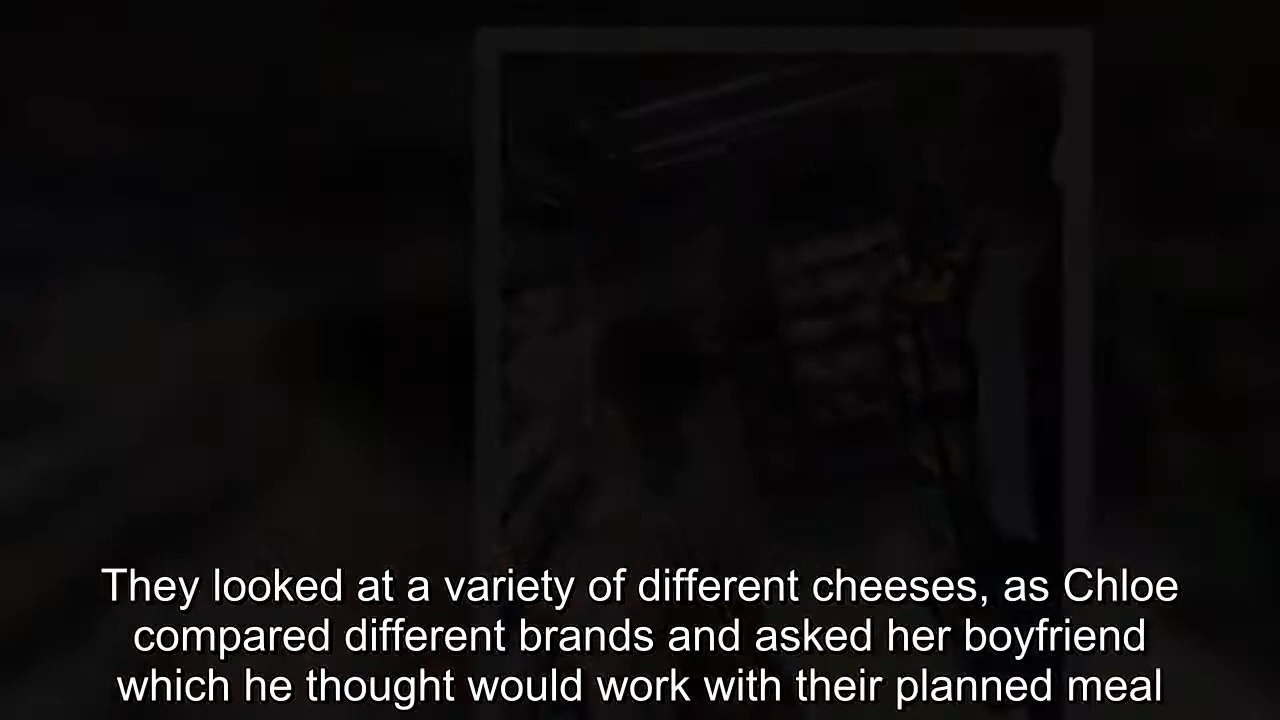 They looked at a variety of different cheeses, as Chloe
compared different brands and asked her boyfriend
which he thought would work with their planned meal